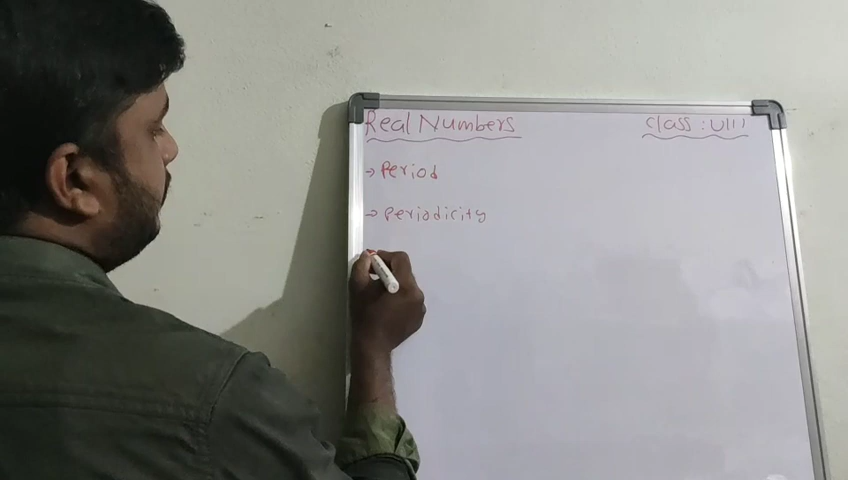 Real Numbers
Class : VIII
→ Period
→ Periodicity